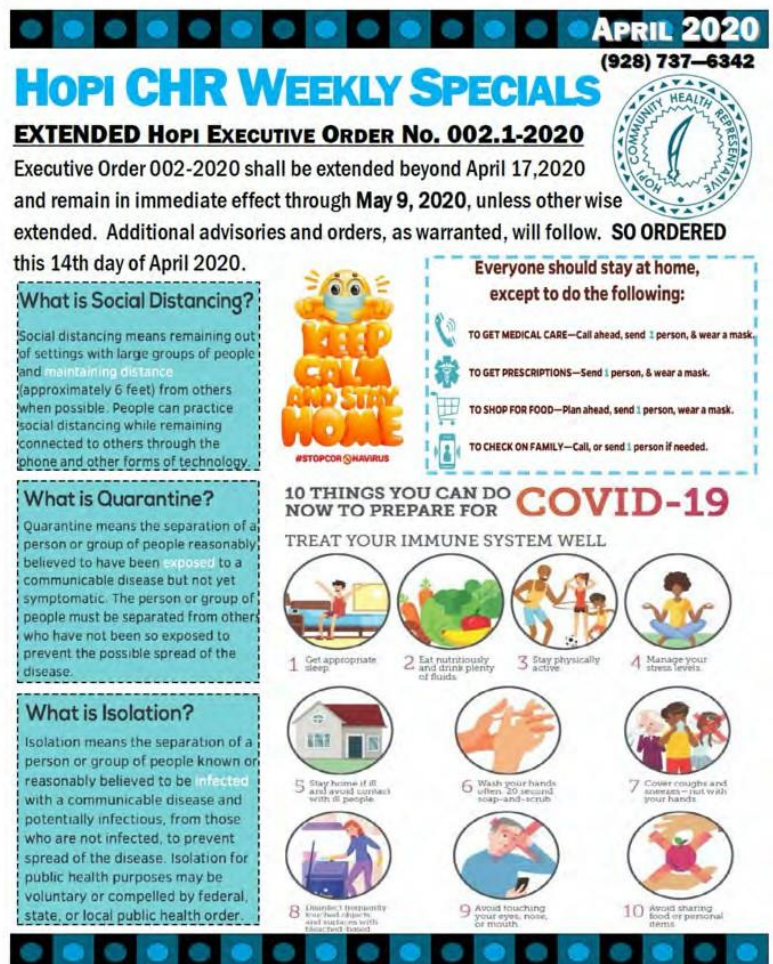 APRIL 2020
(928) 737—6342
HOPI CHR WEEKLY SPECIALS
HOPI COMMUNITY HEALTH REPRESENTATIVE
EXTENDED HOPI EXECUTIVE ORDER NO. 002.1-2020
Executive Order 002-2020 shall be extended beyond April 17,2020
and remain in immediate effect through May 9, 2020, unless other wise
extended. Additional advisories and orders, as warranted, will follow. SO ORDERED
this 14th day of April 2020.
What is Social Distancing?
Social distancing means remaining out
of settings with large groups of people
and maintaining distance
(approximately 6 feet) from others
when possible. People can practice
social distancing while remaining
connected to others through the
phone and other forms of technology.
KEEP
CALM
AND STAY
HOME
#STOPCORONAVIRUS
Everyone should stay at home,
except to do the following:
TO GET MEDICAL CARE—Call ahead, send 1 person, & wear a mask.
TO GET PRESCRIPTIONS—Send 1 person, & wear a mask.
TO SHOP FOR FOOD—Plan ahead, send 1 person, wear a mask.
TO CHECK ON FAMILY—Call, or send 1 person if needed.
What is Quarantine?
Quarantine means the separation of a
person or group of people reasonably
believed to have been exposed to a
communicable disease but not yet
symptomatic. The person or group of
people must be separated from others
who have not been so exposed to
prevent the possible spread of the
disease.
What is Isolation?
Isolation means the separation of a
person or group of people known or
reasonably believed to be infected
with a communicable disease and
potentially infectious, from those
who are not infected, to prevent
spread of the disease. Isolation for
public health purposes may be
voluntary or compelled by federal,
state, or local public health order.
10 THINGS YOU CAN DO
NOW TO PREPARE FOR COVID-19
TREAT YOUR IMMUNE SYSTEM WELL
1 Get appropriate
sleep.
2 Eat nutritiously
and drink plenty
of fluids.
3 Stay physically
active.
4 Manage your
stress levels.
5 Stay home if ill
and avoid contact
with ill people.
6 Wash your hands
often. 20 second
soap-and-scrub
7 Cover coughs and
sneezes—not with
your hands.
8 Disinfect frequently
touched objects
and surfaces with
bleached-based
9 Avoid touching
your eyes, nose,
or mouth.
10 Avoid sharing
food or personal
items.